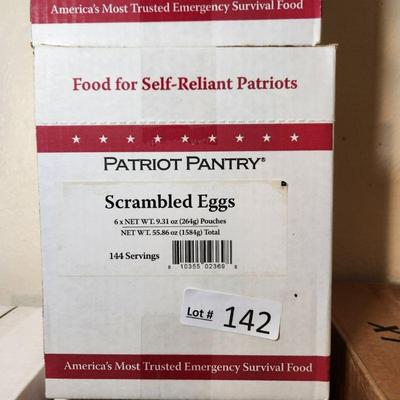 America's Most Trusted Emergency Survival Food
Food for Self-Reliant Patriots
PATRIOT PANTRY®
Scrambled Eggs
6 x NET WT. 9.31 oz (264g) Pouches
NET WT. 55.86 oz (1584g) Total
144 Servings
8 10355 02369 8
Lot # 142
America's Most Trusted Emergency Survival Food